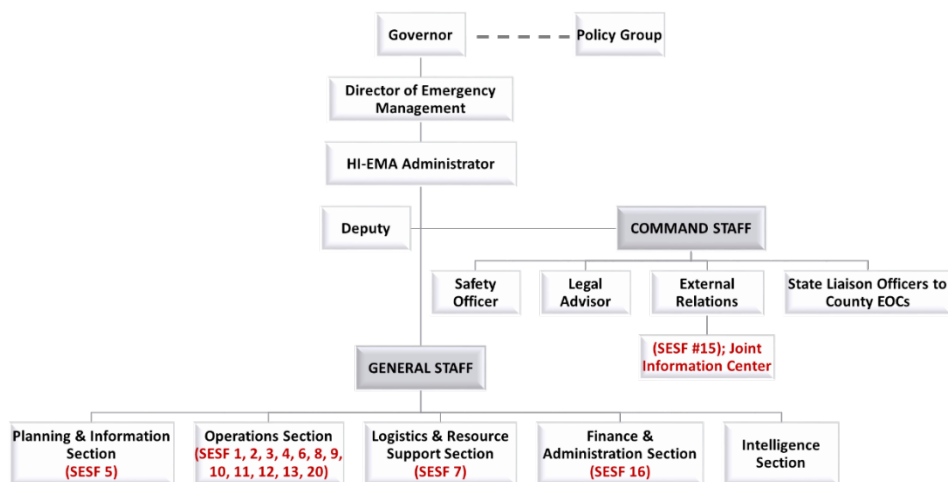 Governor
Policy Group
Director of Emergency
Management
HI-EMA Administrator
Deputy
COMMAND STAFF
Safety
Officer
Legal
Advisor
External
Relations
State Liaison Officers to
County EOCs
(SESF #15); Joint
Information Center
GENERAL STAFF
Planning & Information
Section
(SESF 5)
Operations Section
(SESF 1, 2, 3, 4, 6, 8, 9,
10, 11, 12, 13, 20)
Logistics & Resource
Support Section
(SESF 7)
Finance &
Administration Section
(SESF 16)
Intelligence
Section